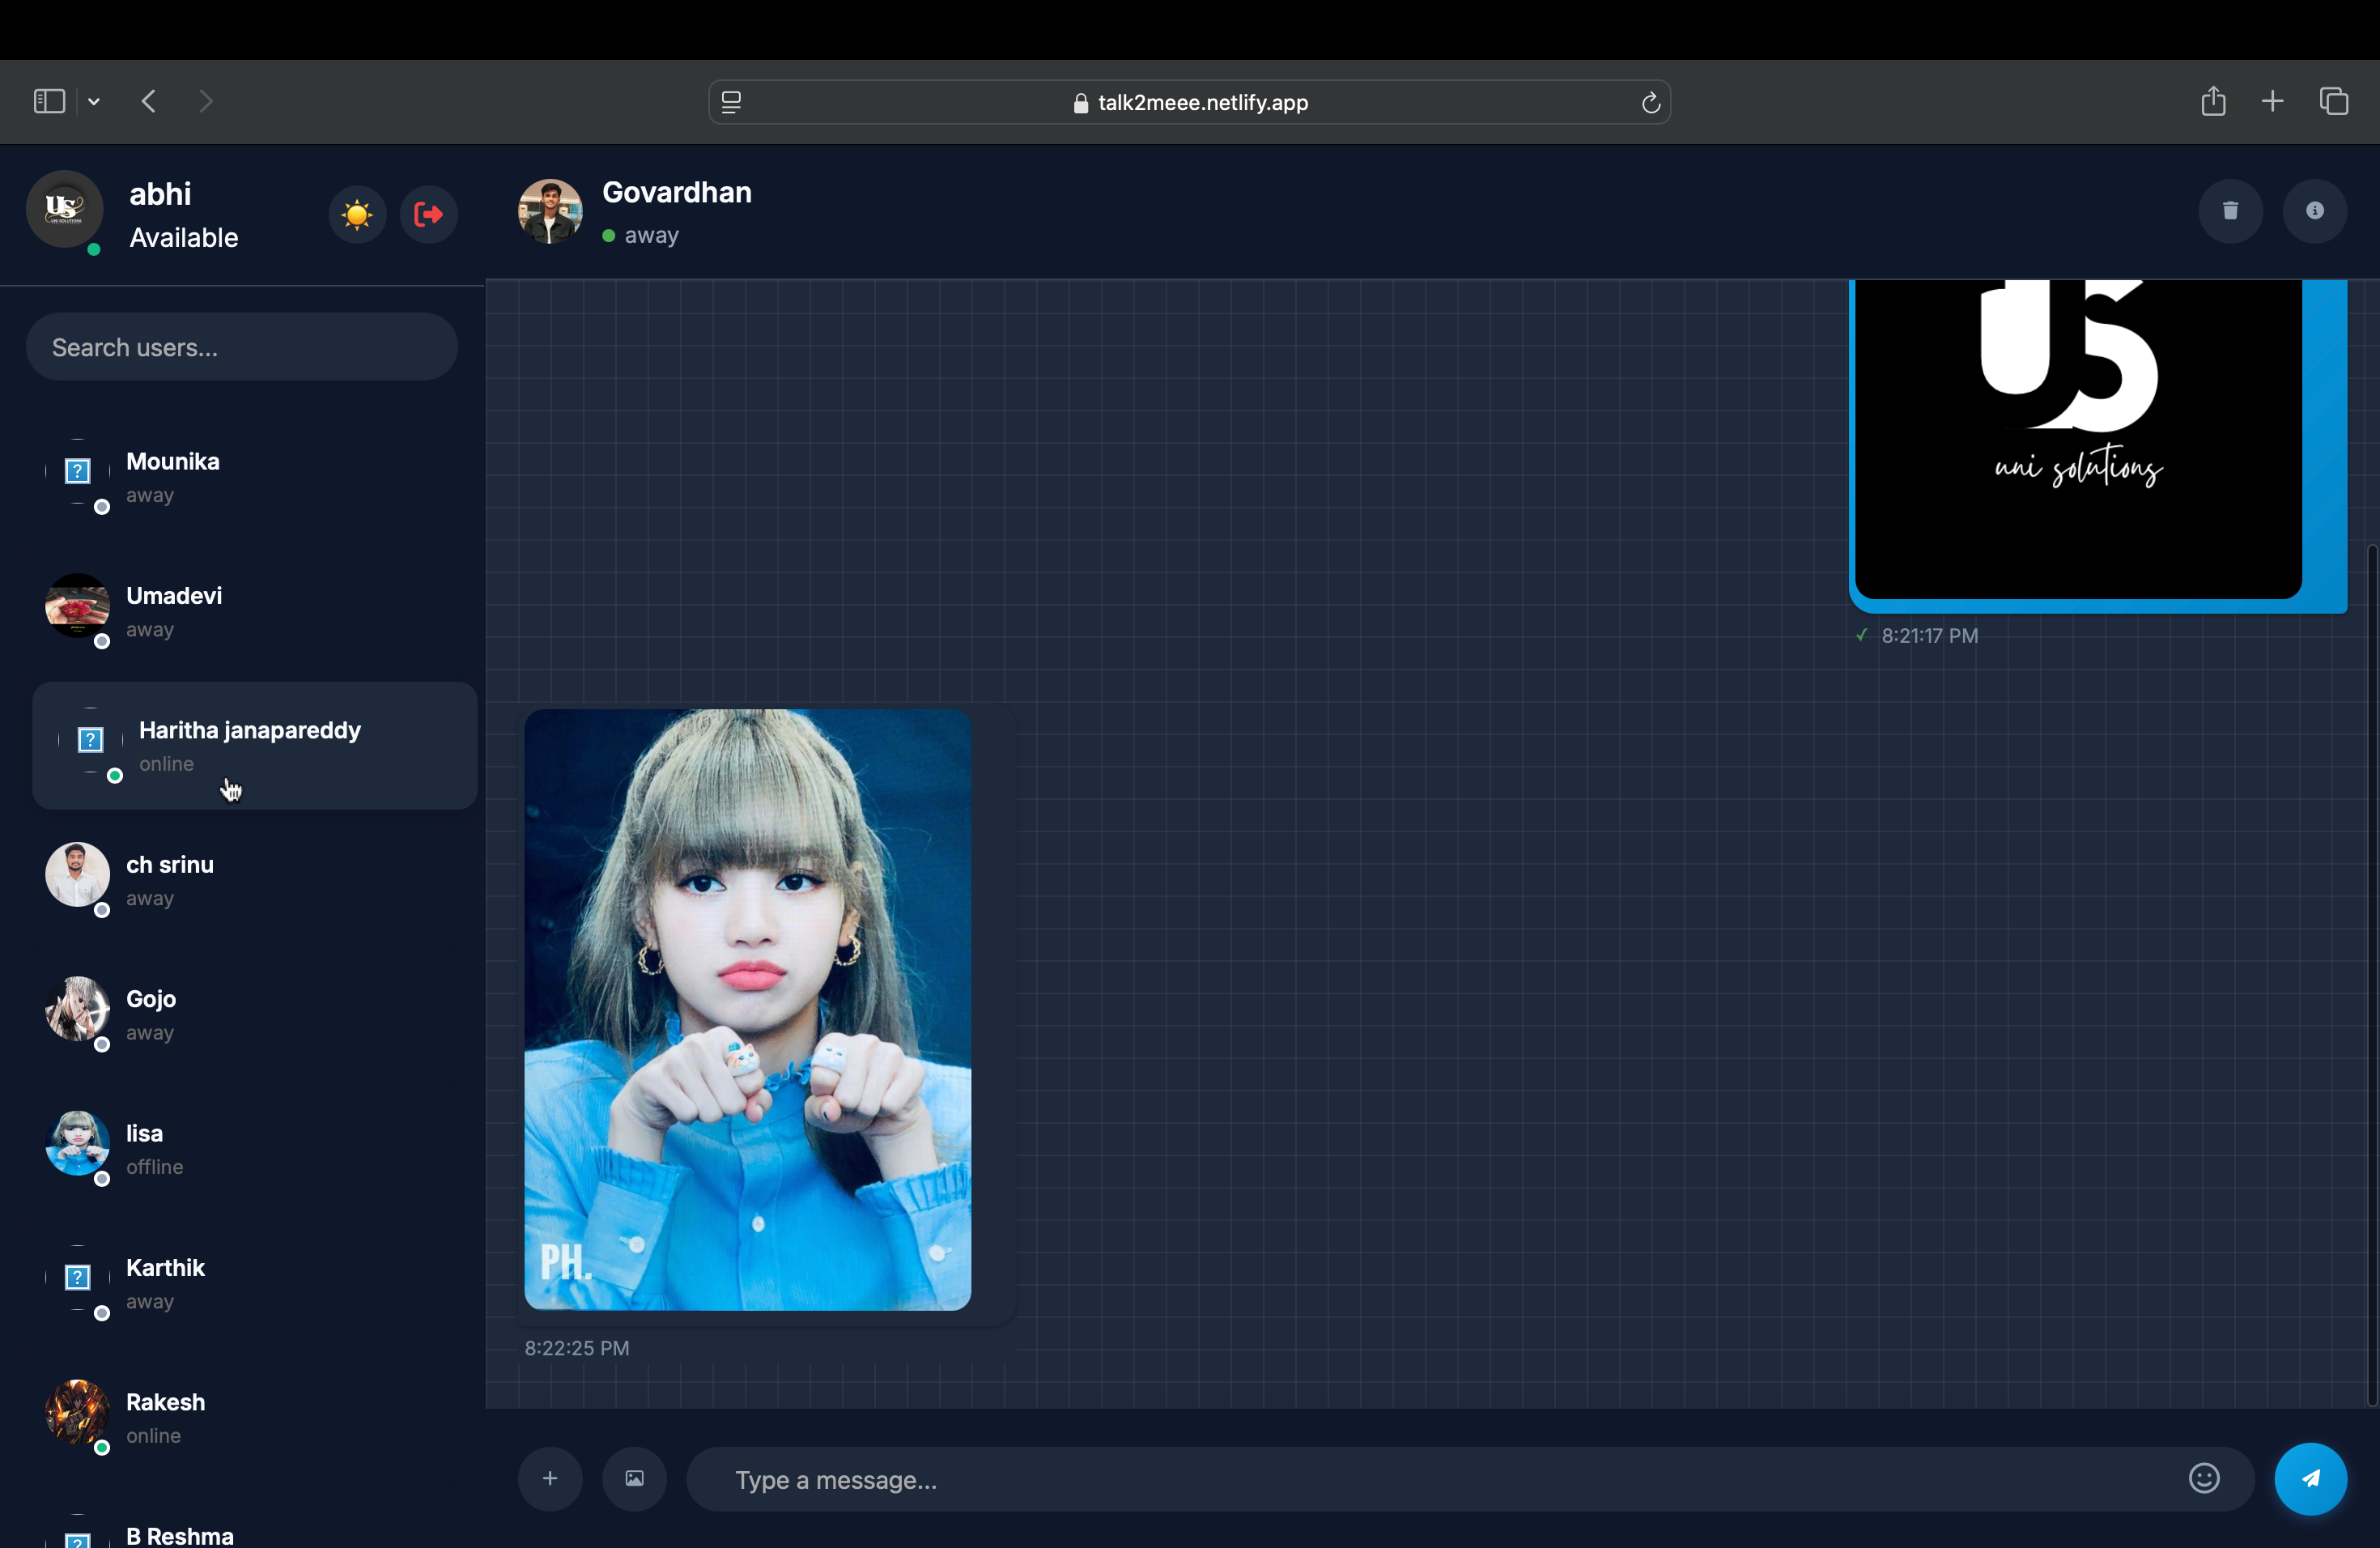 talk2meee.netlify.app
abhi
Available
Search users...
Mounika
away
Umadevi
away
Haritha janapareddy
online
ch srinu
away
Gojo
away
lisa
offline
Karthik
away
Rakesh
online
B Reshma
Govardhan
away
US
uni solutions
✓ 8:21:17 PM
PH.
8:22:25 PM
Type a message...